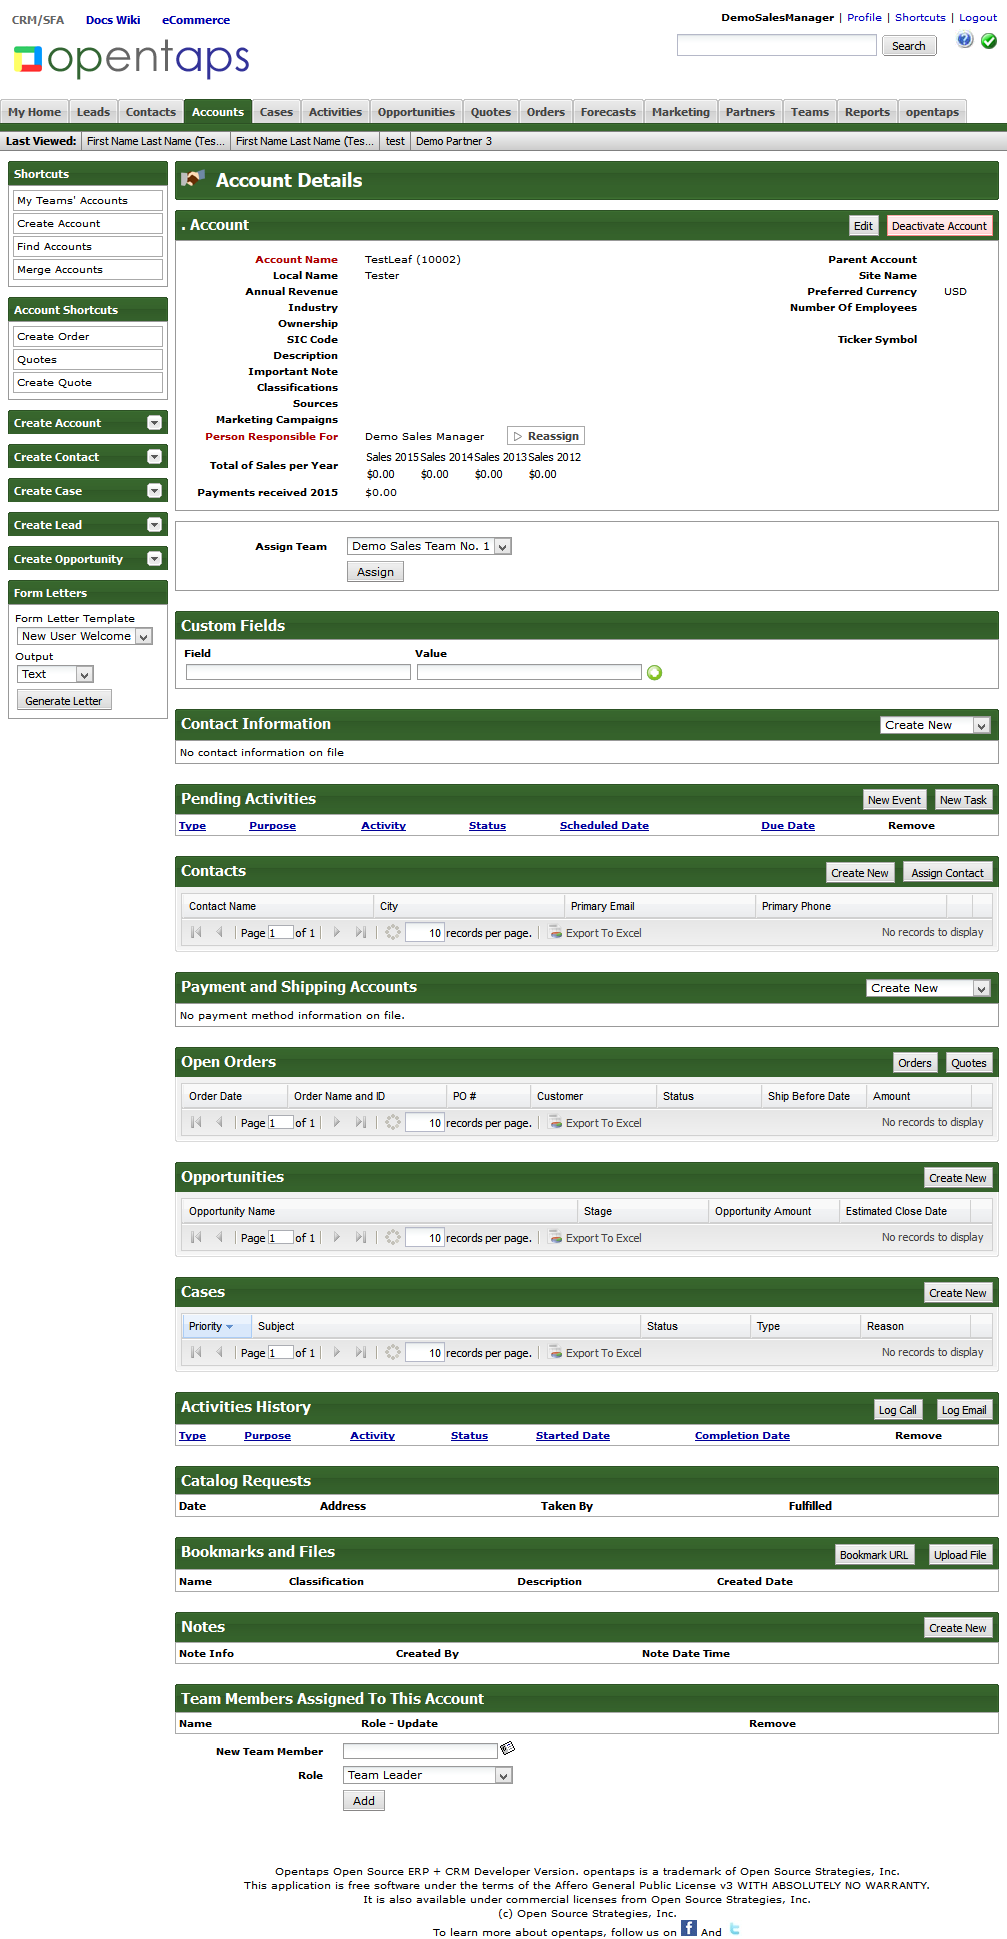 CRM/SFA Docs Wiki eCommerce
DemoSalesManager | Profile | Shortcuts | Logout
opentaps
Search
My Home Leads Contacts Accounts Cases Activities Opportunities Quotes Orders Forecasts Marketing Partners Teams Reports opentaps
Last Viewed: First Name Last Name (Tes... First Name Last Name (Tes... test Demo Partner 3
Shortcuts
My Teams' Accounts
Create Account
Find Accounts
Merge Accounts
Account Shortcuts
Create Order
Quotes
Create Quote
Create Account
Create Contact
Create Case
Create Lead
Create Opportunity
Form Letters
Form Letter Template
New User Welcome
Output
Text
Generate Letter
Account Details
. Account Edit Deactivate Account
Account Name TestLeaf (10002) Parent Account
Local Name Tester Site Name
Annual Revenue Preferred Currency USD
Industry Number Of Employees
Ownership
SIC Code Ticker Symbol
Description
Important Note
Classifications
Sources
Marketing Campaigns
Person Responsible For Demo Sales Manager Reassign
Total of Sales per Year Sales 2015 Sales 2014 Sales 2013 Sales 2012
$0.00 $0.00 $0.00 $0.00
Payments received 2015 $0.00
Assign Team Demo Sales Team No. 1
Assign
Custom Fields
Field Value
Contact Information Create New
No contact information on file
Pending Activities New Event New Task
Type Purpose Activity Status Scheduled Date Due Date Remove
Contacts Create New Assign Contact
Contact Name City Primary Email Primary Phone
Page 1 of 1 10 records per page. Export To Excel No records to display
Payment and Shipping Accounts Create New
No payment method information on file.
Open Orders Orders Quotes
Order Date Order Name and ID PO # Customer Status Ship Before Date Amount
Page 1 of 1 10 records per page. Export To Excel No records to display
Opportunities Create New
Opportunity Name Stage Opportunity Amount Estimated Close Date
Page 1 of 1 10 records per page. Export To Excel No records to display
Cases Create New
Priority Subject Status Type Reason
Page 1 of 1 10 records per page. Export To Excel No records to display
Activities History Log Call Log Email
Type Purpose Activity Status Started Date Completion Date Remove
Catalog Requests
Date Address Taken By Fulfilled
Bookmarks and Files Bookmark URL Upload File
Name Classification Description Created Date
Notes Create New
Note Info Created By Note Date Time
Team Members Assigned To This Account
Name Role - Update Remove
New Team Member
Role Team Leader
Add
Opentaps Open Source ERP + CRM Developer Version. opentaps is a trademark of Open Source Strategies, Inc.
This application is free software under the terms of the Affero General Public License v3 WITH ABSOLUTELY NO WARRANTY.
It is also available under commercial licenses from Open Source Strategies, Inc.
(c) Open Source Strategies, Inc.
To learn more about opentaps, follow us on f And t